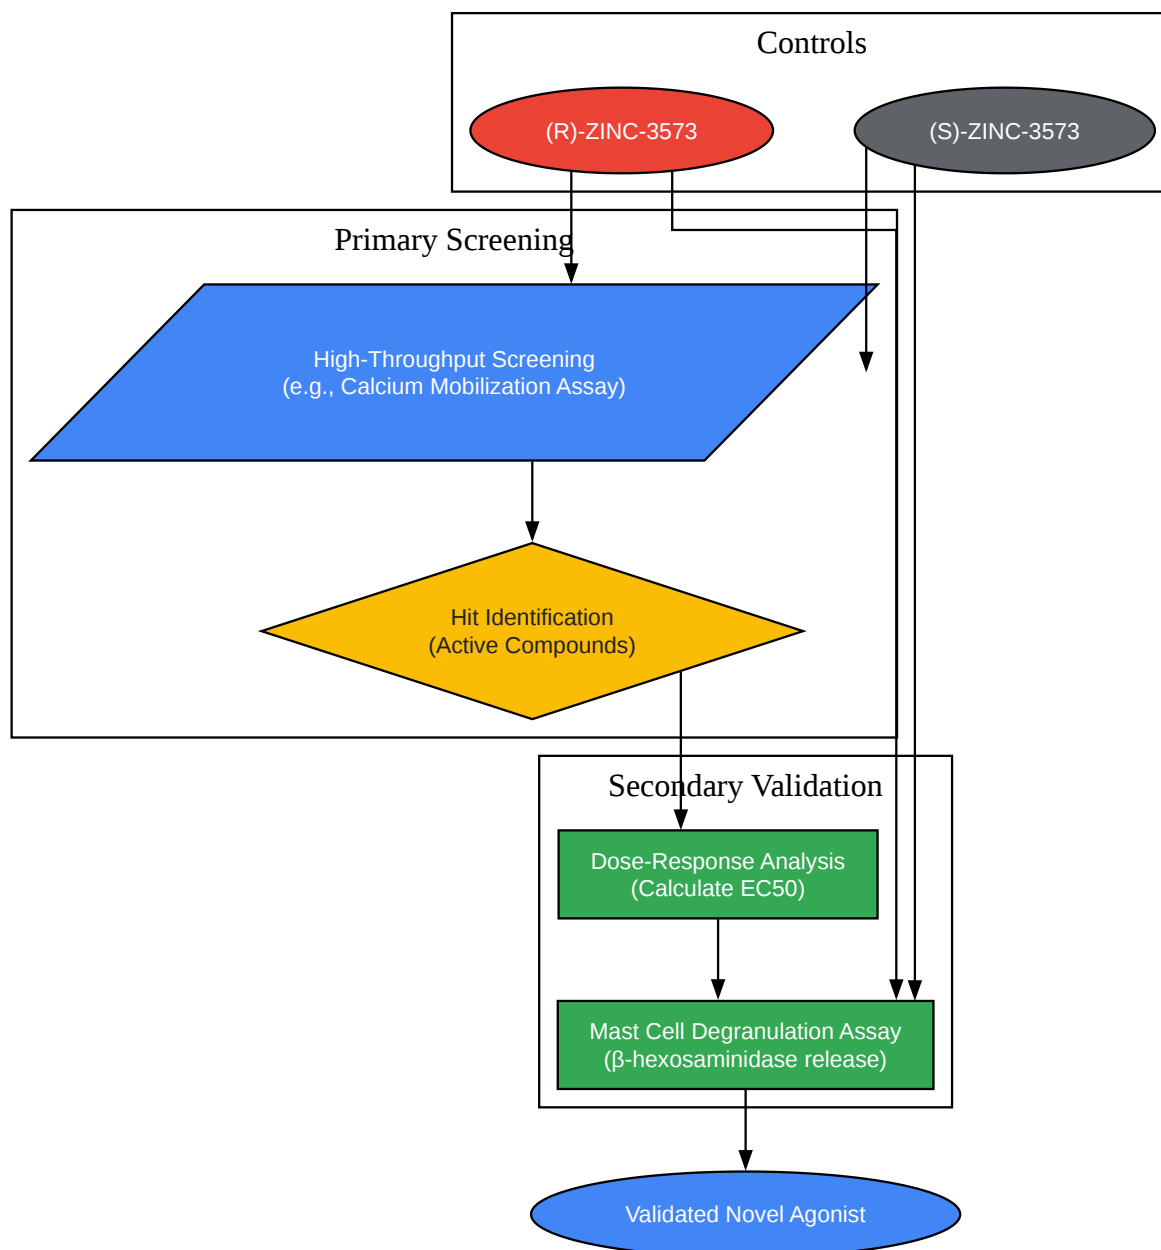 Controls
(R)-ZINC-3573
(S)-ZINC-3573
Primary Screening
High-Throughput Screening
(e.g., Calcium Mobilization Assay)
Hit Identification
(Active Compounds)
Secondary Validation
Dose-Response Analysis
(Calculate EC50)
Mast Cell Degranulation Assay
(β-hexosaminidase release)
Validated Novel Agonist